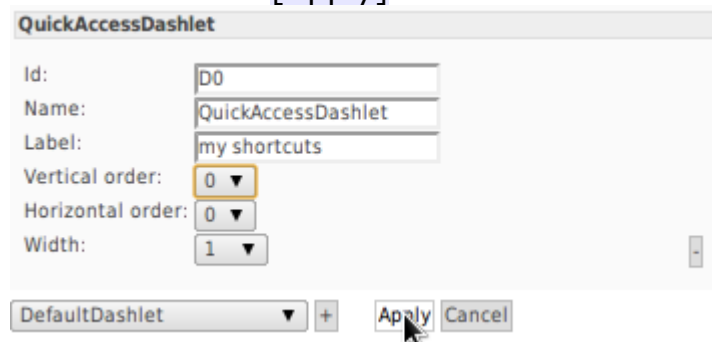 [Apply]
QuickAccessDashlet
Id: D0
Name: QuickAccessDashlet
Label: my shortcuts
Vertical order: 0 ▼
Horizontal order: 0 ▼
Width: 1 ▼
-
DefaultDashlet ▼ + Apply Cancel